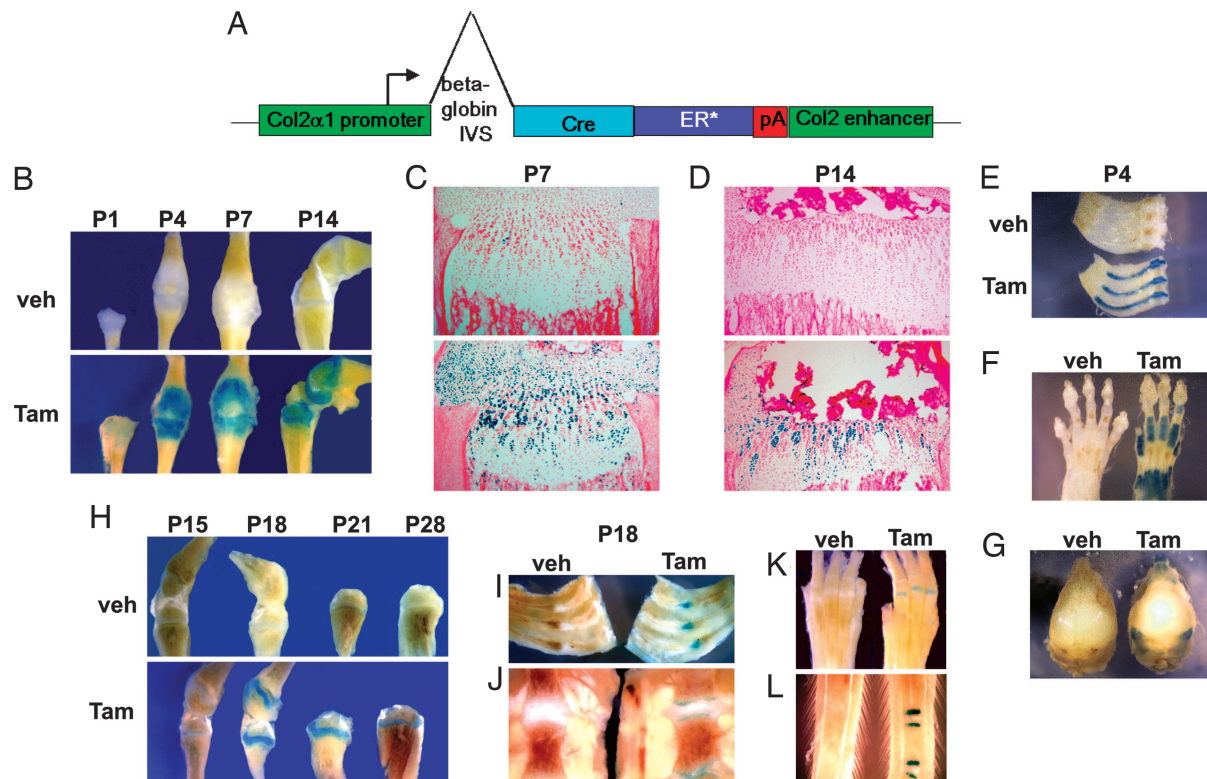 A
beta-
globin
IVS
Col2α1 promoter
Cre
ER*
pA
Col2 enhancer
B
P1 P4 P7 P14
veh
Tam
C
P7
D
P14
E
P4
veh
Tam
F
veh Tam
G
veh Tam
H
P15 P18 P21 P28
veh
Tam
P18
veh Tam
I
J
veh Tam
K
L